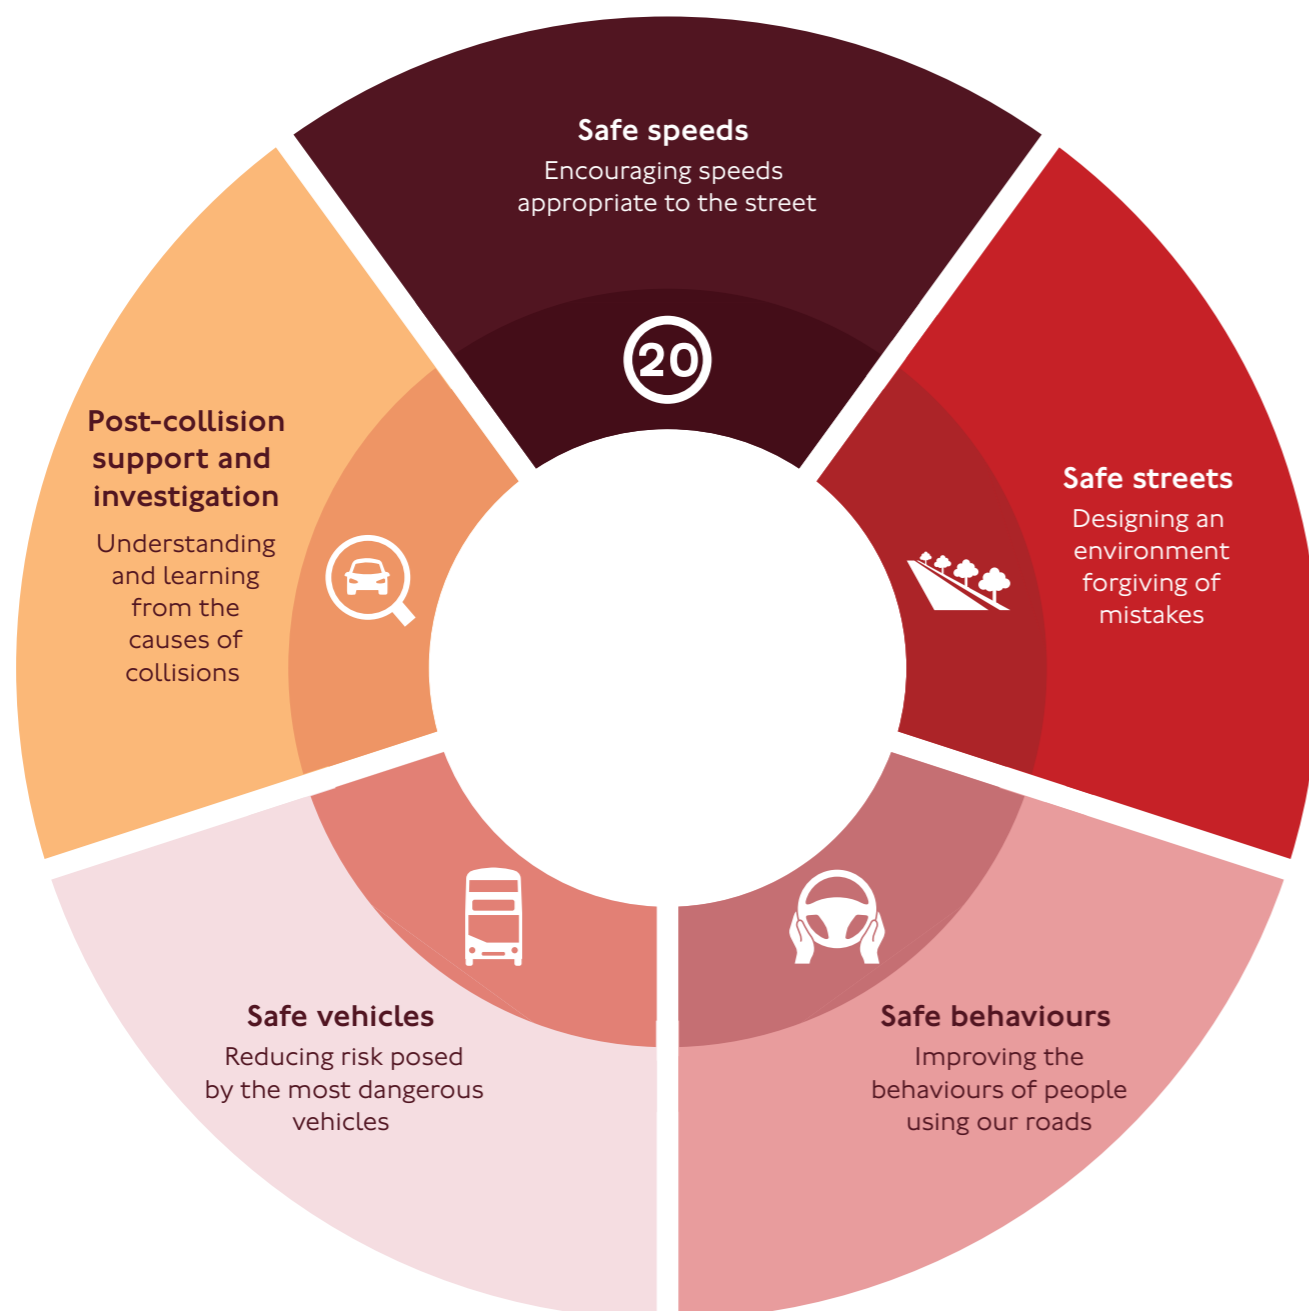 Safe speeds
Encouraging speeds
appropriate to the street
20
Safe streets
Designing an
environment
forgiving of
mistakes
Safe behaviours
Improving the
behaviours of people
using our roads
Safe vehicles
Reducing risk posed
by the most dangerous
vehicles
Post-collision
support and
investigation
Understanding
and learning
from the
causes of
collisions